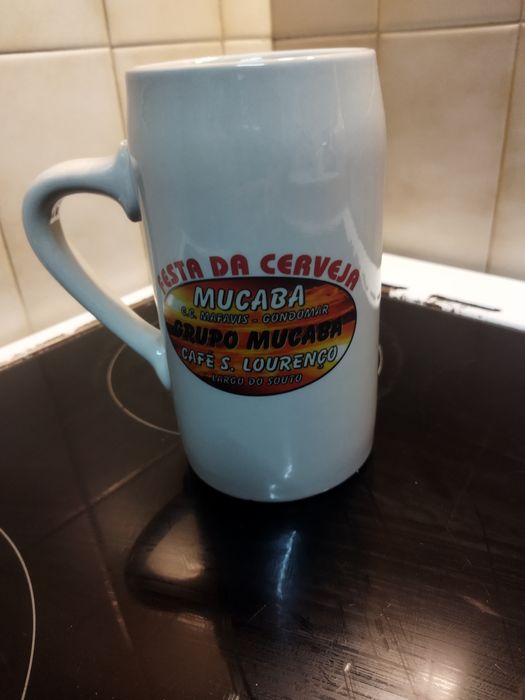 FESTA DA CERVEJA
MUCABA
C.C. MAFAVIS - GONDOMAR
GRUPO MUCABA
CAFÉ S. LOURENÇO
LARGO DO SOUTO